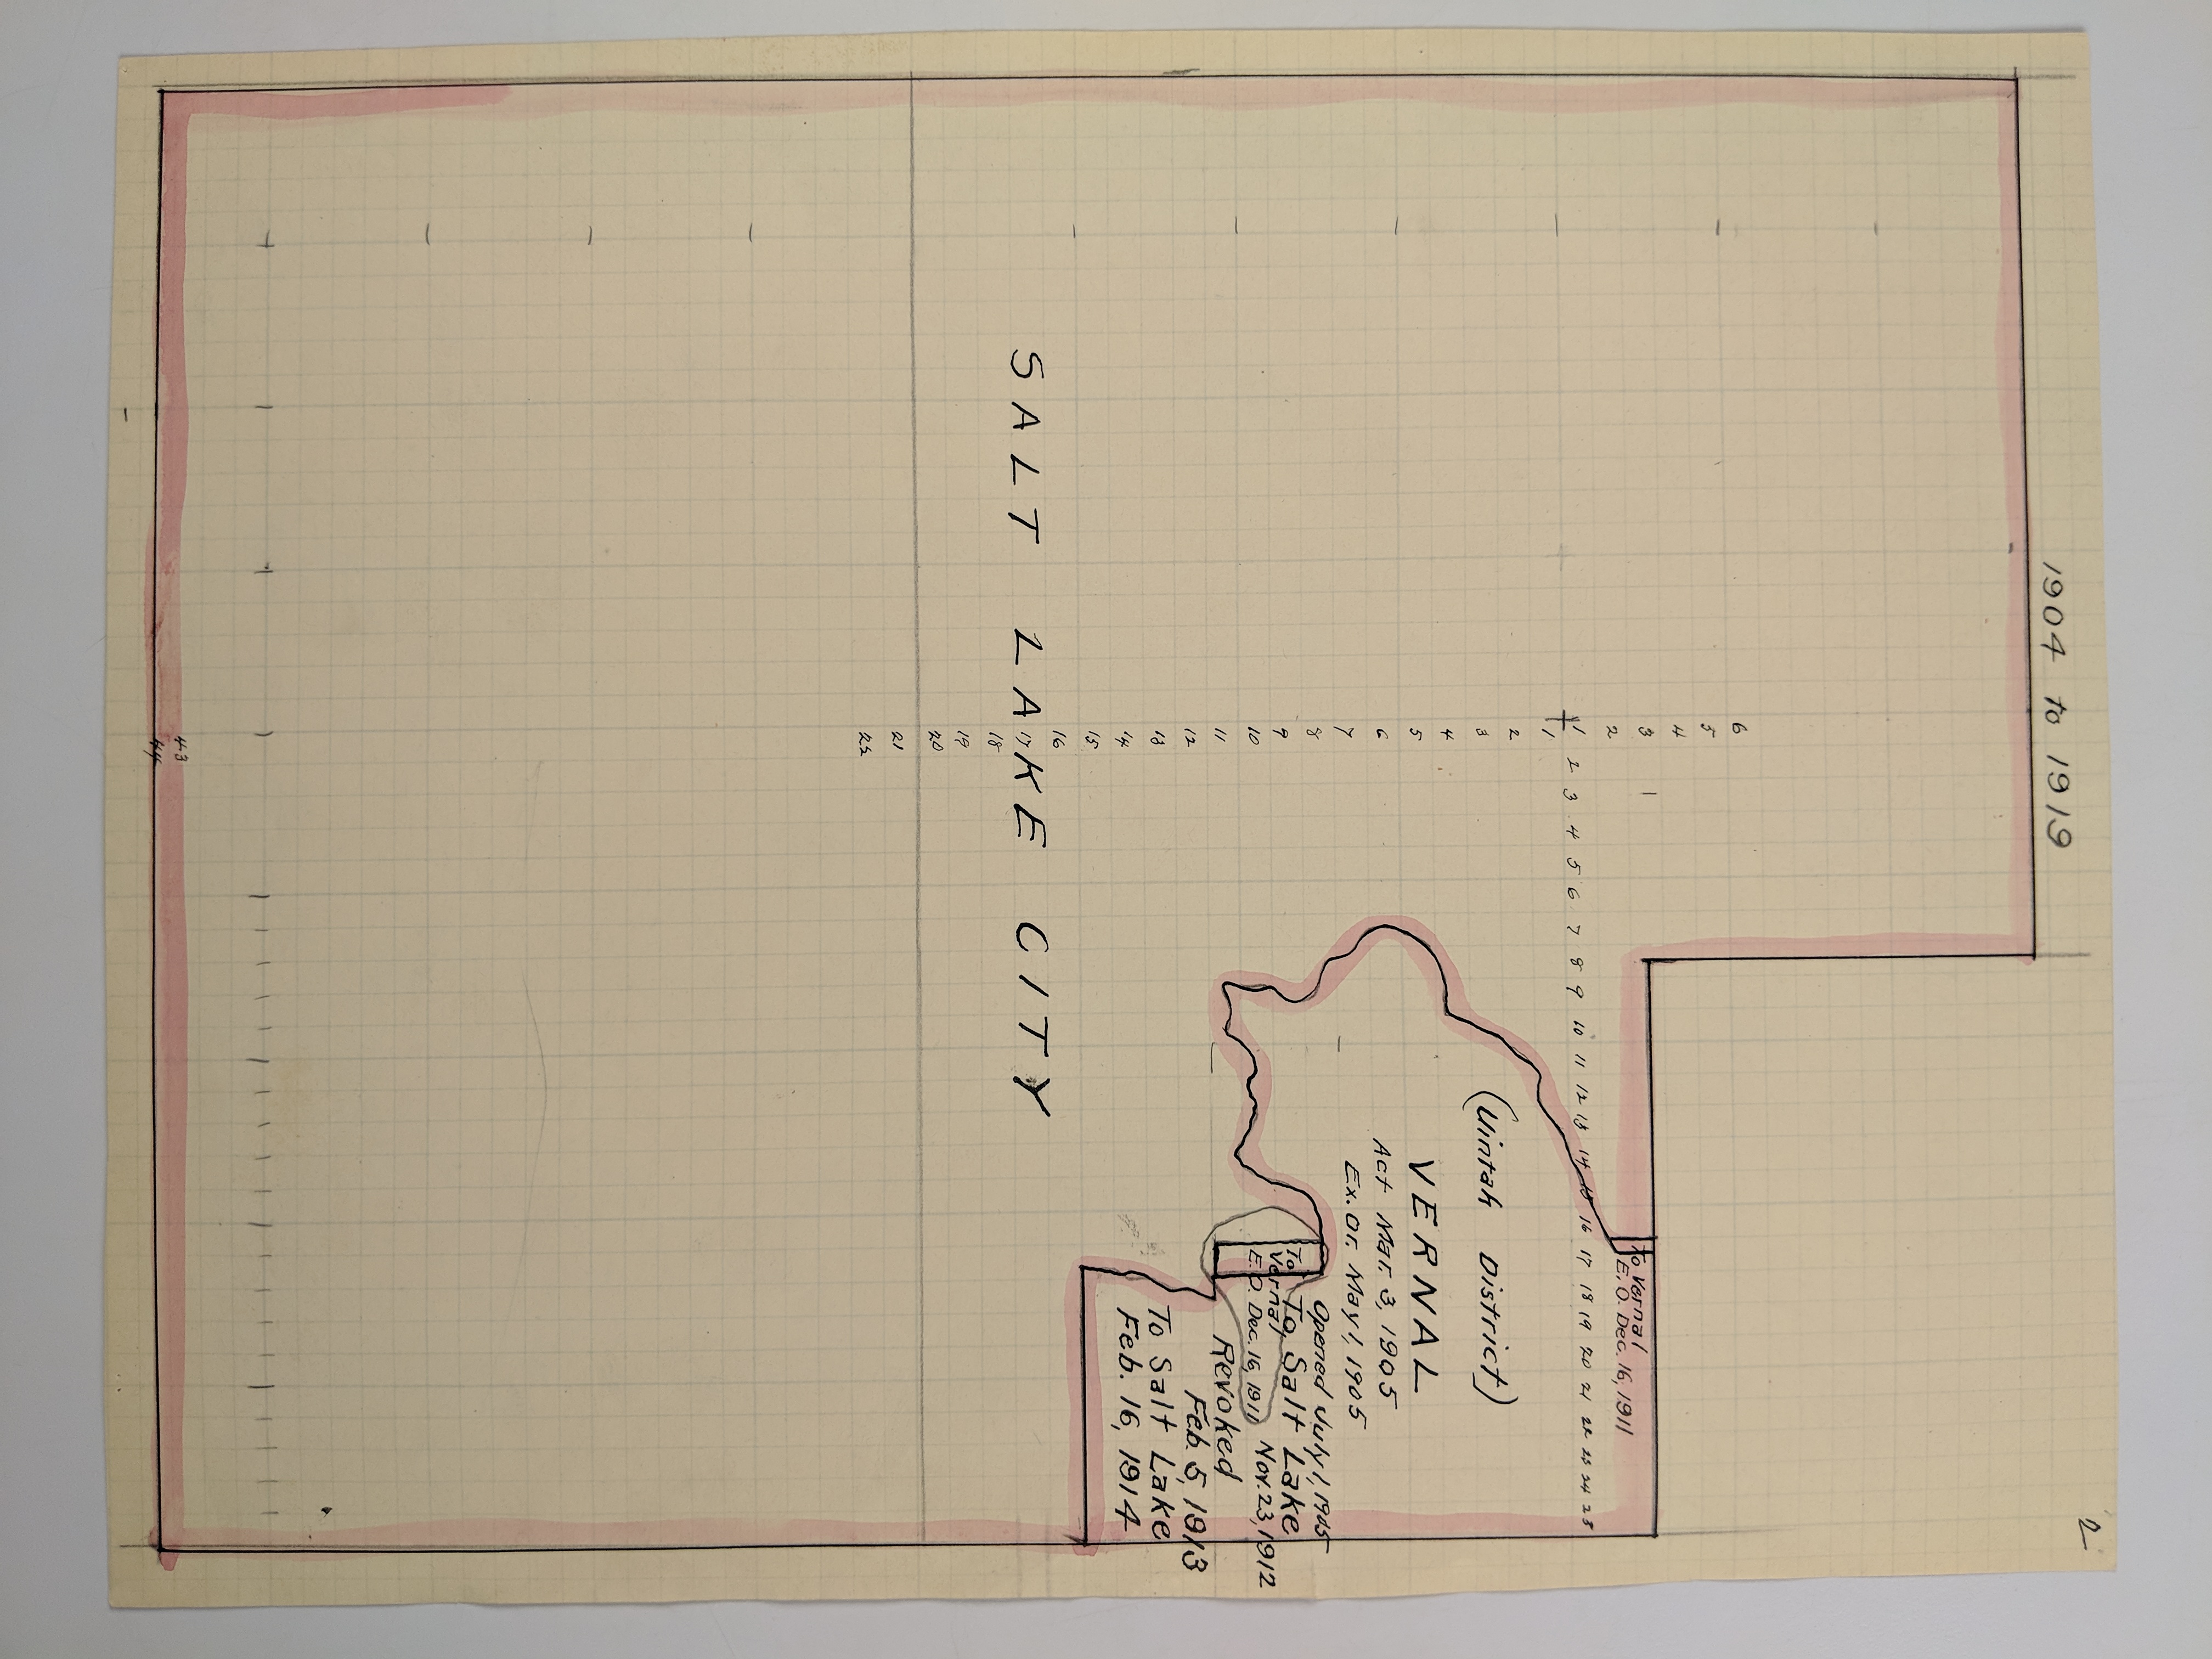 1904 to 1919
2
6
5
4
3
2
1
1 2 3 4 5 6 7 8 9 10 11 12 13 14 15 16 17 18 19 20 21 22 23 24 25
2
3
4
5
6
7
8
9
10
11
12
13
14
15
16
17
18
19
20
21
22
43
44
To Vernal
E.O. Dec. 16, 1911
(Uintah District)
VERNAL
Act Mar. 3, 1905
Ex. Or. May 1, 1905
Opened July 1, 1905
To
Vernal
E.O. Dec. 16, 1911
To Salt Lake
Nov. 23, 1912
Revoked
Feb. 5, 1913
To Salt Lake
Feb. 16, 1914
SALT LAKE CITY